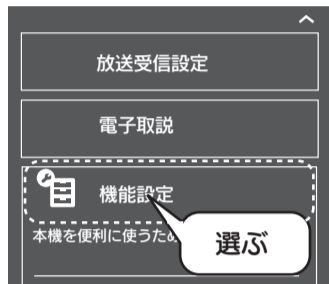 放送受信設定
電子取説
機能設定
本機を便利に使うため
選ぶ